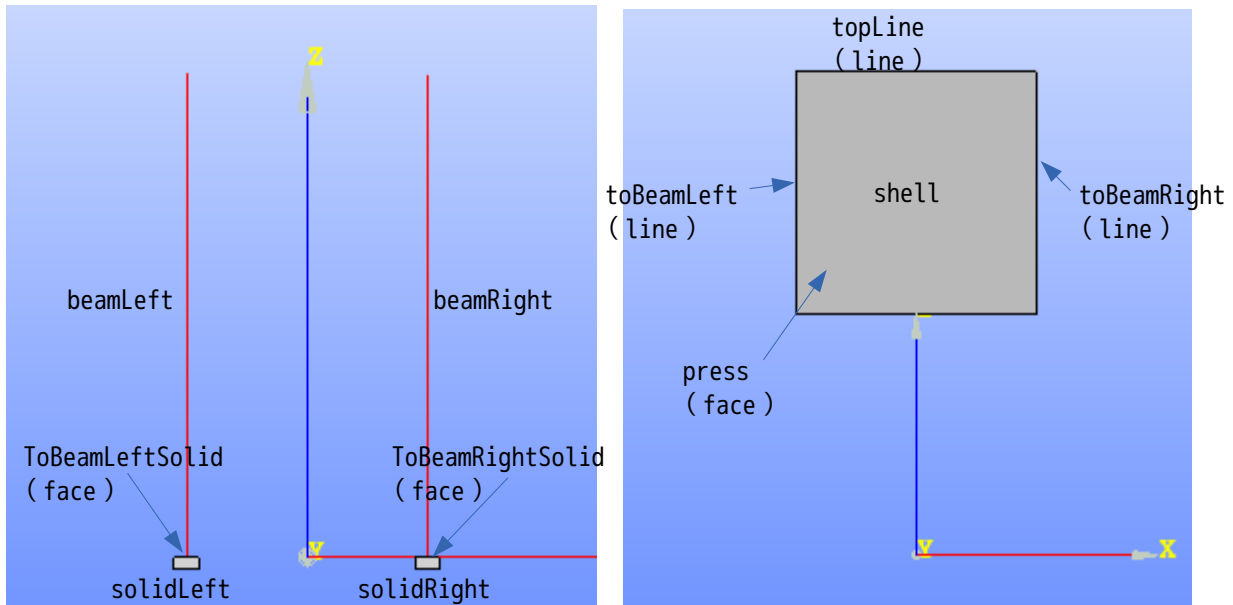 Z
beamLeft
beamRight
ToBeamLeftSolid
(face)
ToBeamRightSolid
(face)
Y
solidLeft
solidRight
topLine
(line)
toBeamLeft
(line)
shell
toBeamRight
(line)
press
(face)
Y
X